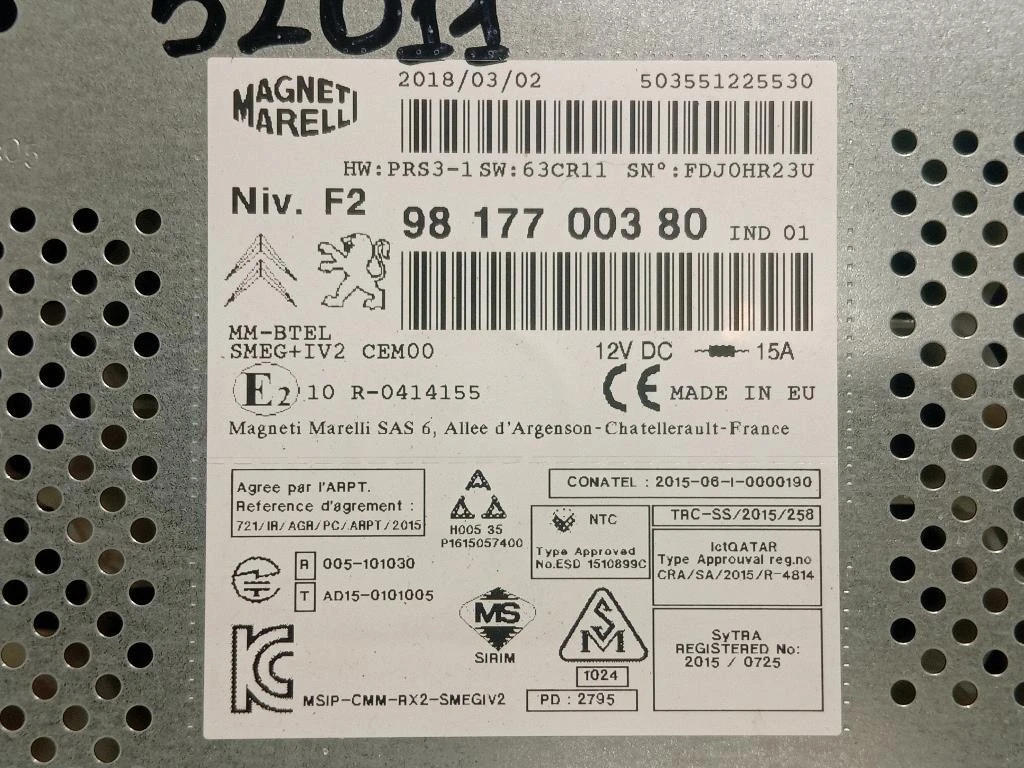 52011
MAGNETI
MARELLI
2018/03/02 503551225530
HW:PRS3-1 SW:63CR11 SN°:FDJ0HR23U
Niv. F2
98 177 003 80 IND 01
MM-BTEL
SMEG+IV2 CEM00
12V DC 15A
E2 10 R-0414155
CE MADE IN EU
Magneti Marelli SAS 6, Allee d'Argenson-Chatellerault-France
Agree par l'ARPT.
Reference d'agrement :
721/IR/AGR/PC/ARPT/2015
H005 35
P1615057400
CONATEL : 2015-06-I-0000190
NTC
Type Approved
No.ESD 1510899C
TRC-SS/2015/258
IctQATAR
Type Approuval reg.no
CRA/SA/2015/R-4814
R 005-101030
T AD15-0101005
MS
SIRIM
SM
1024
PD : 2795
SyTRA
REGISTERED No:
2015 / 0725
KC
MSIP-CMM-RX2-SMEGIV2